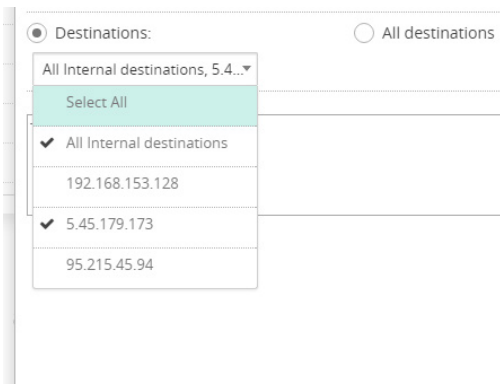 Destinations:
All destinations
All Internal destinations, 5.4...
Select All
All Internal destinations
192.168.153.128
5.45.179.173
95.215.45.94